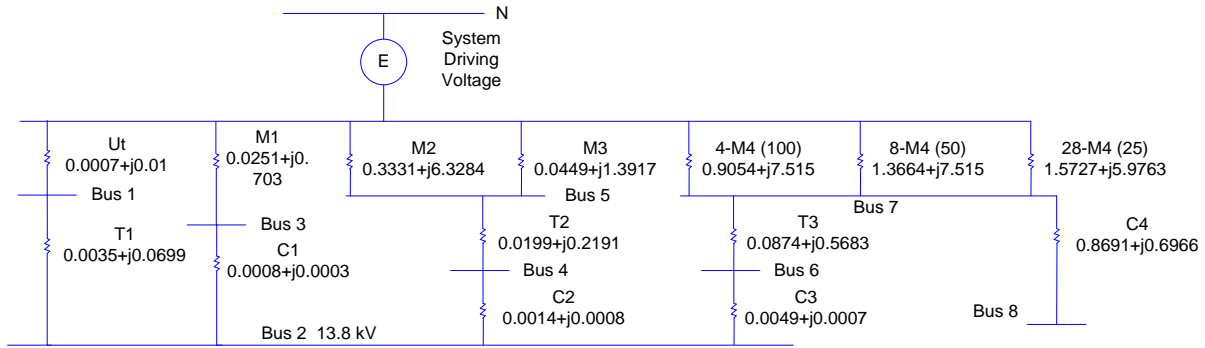 N
System
Driving
Voltage
E
Ut
0.0007+j0.01
M1
0.0251+j0.
703
M2
0.3331+j6.3284
M3
0.0449+j1.3917
4-M4 (100)
0.9054+j7.515
8-M4 (50)
1.3664+j7.515
28-M4 (25)
1.5727+j5.9763
Bus 1
Bus 3
Bus 5
Bus 7
T1
0.0035+j0.0699
C1
0.0008+j0.0003
T2
0.0199+j0.2191
T3
0.0874+j0.5683
C4
0.8691+j0.6966
Bus 4
Bus 6
C2
0.0014+j0.0008
C3
0.0049+j0.0007
Bus 8
Bus 2 13.8 kV